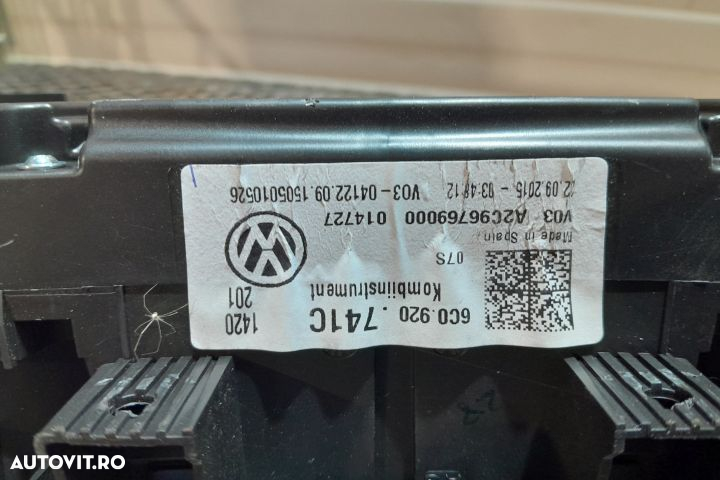 6C0.920 .741C
Kombiinstrument
1420
201
07S
Made in Spain
V03 A2C96769000 014727
2.09.2015 - 03:48:12 V03-04122.09.1505010526
AUTOVIT.RO